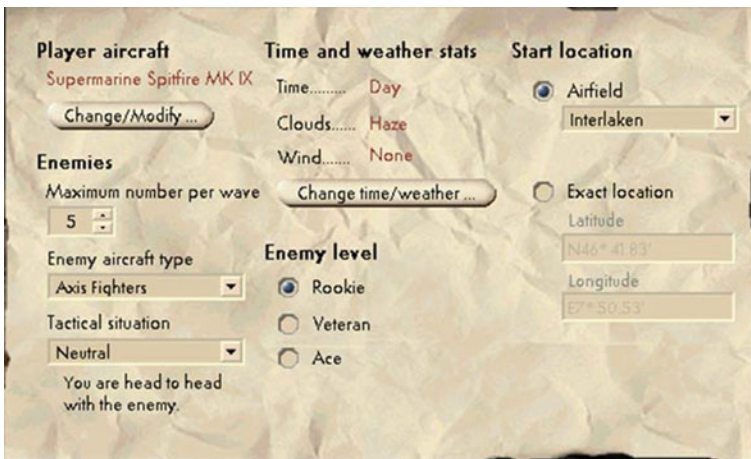 Player aircraft
Supermarine Spitfire MK IX
Change/Modify ...
Enemies
Maximum number per wave
5
Enemy aircraft type
Axis Fighters
Tactical situation
Neutral
You are head to head
with the enemy.
Time and weather stats
Time......... Day
Clouds...... Haze
Wind....... None
Change time/weather ...
Enemy level
Rookie
Veteran
Ace
Start location
Airfield
Interlaken
Exact location
Latitude
N46° 41.83'
Longitude
E7° 50.53'